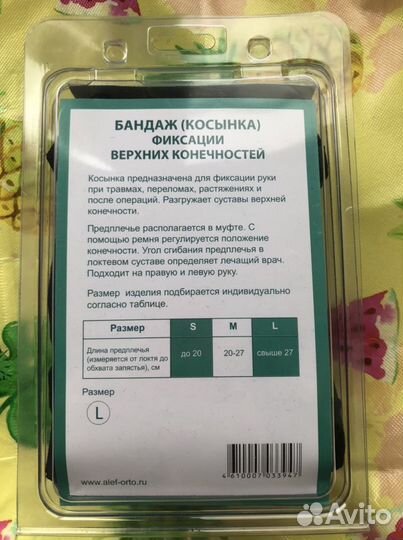 БАНДАЖ (КОСЫНКА)
ФИКСАЦИИ
ВЕРХНИХ КОНЕЧНОСТЕЙ
Косынка предназначена для фиксации руки
при травмах, переломах, растяжениях и
после операций. Разгружает суставы верхней
конечности.
Предплечье располагается в муфте. С
помощью ремня регулируется положение
конечности. Угол сгибания предплечья в
локтевом суставе определяет лечащий врач.
Подходит на правую и левую руку.
Размер изделия подбирается индивидуально
согласно таблице.
Размер S M L
Длина предплечья
(измеряется от локтя до
обхвата запястья), см
до 20 20-27 свыше 27
Размер
L
4 610007 033947
www.alef-orto.ru
Avito